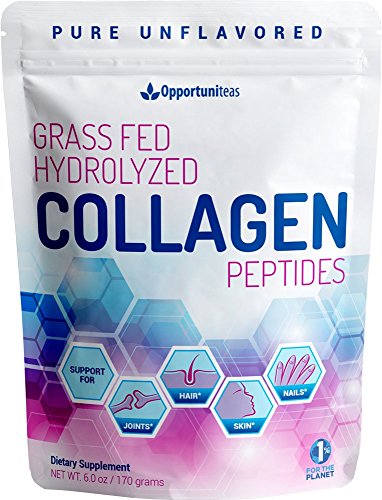 PURE UNFLAVORED
Opportuniteas
GRASS FED
HYDROLYZED
COLLAGEN
PEPTIDES
SUPPORT
FOR
JOINTS*
HAIR*
SKIN*
NAILS*
Dietary Supplement
NET WT. 6.0 oz / 170 grams
1%
FOR THE
PLANET